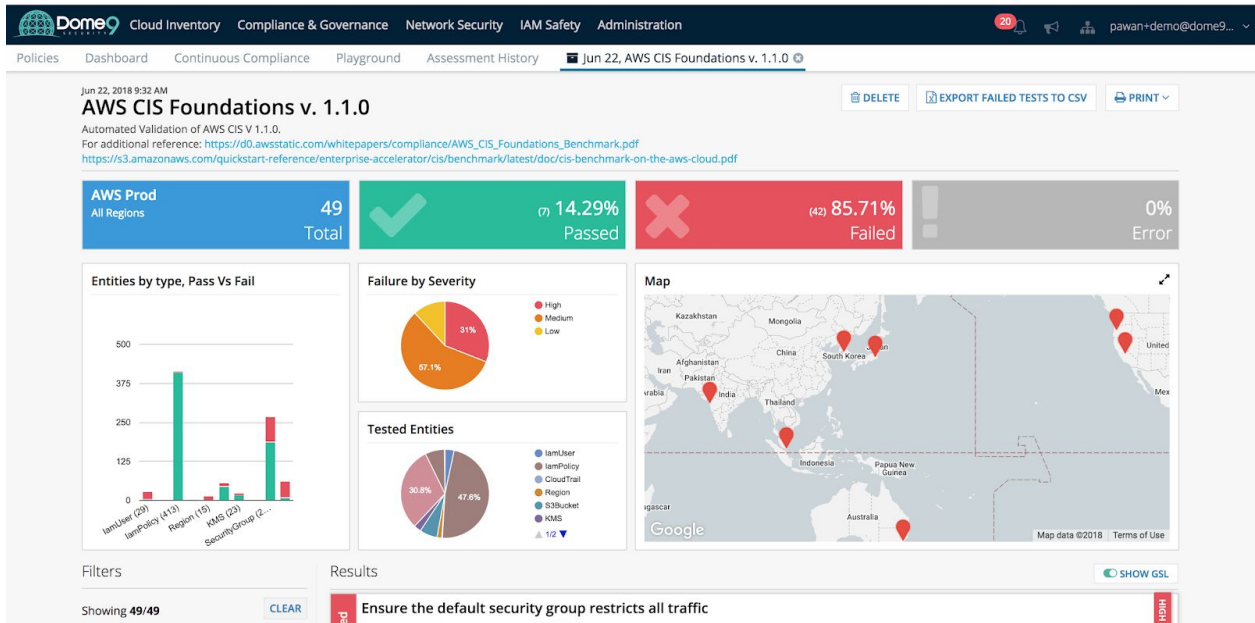 Dome9
SECURITY
Cloud Inventory
Compliance & Governance
Network Security
IAM Safety
Administration
20
pawan+demo@dome9...
Policies
Dashboard
Continuous Compliance
Playground
Assessment History
Jun 22, AWS CIS Foundations v. 1.1.0
Jun 22, 2018 9:32 AM
AWS CIS Foundations v. 1.1.0
DELETE
EXPORT FAILED TESTS TO CSV
PRINT
Automated Validation of AWS CIS V 1.1.0.
For additional reference: https://d0.awsstatic.com/whitepapers/compliance/AWS_CIS_Foundations_Benchmark.pdf
https://s3.amazonaws.com/quickstart-reference/enterprise-accelerator/cis/benchmark/latest/doc/cis-benchmark-on-the-aws-cloud.pdf
AWS Prod
All Regions
49
Total
(7) 14.29%
Passed
(42) 85.71%
Failed
0%
Error
Entities by type, Pass Vs Fail
500
375
250
125
0
IamUser (29)
IamPolicy (413)
Region (15)
KMS (23)
SecurityGroup (2...
Failure by Severity
31%
57.1%
High
Medium
Low
Tested Entities
30.8%
47.6%
IamUser
IamPolicy
CloudTrail
Region
S3Bucket
KMS
1/2
Map
Kazakhstan
Mongolia
China
South Korea
Afghanistan
Iran
Pakistan
India
Thailand
Indonesia
Papua New
Guinea
Australia
United
Mex
Google
Map data ©2018
Terms of Use
Filters
Showing 49/49
CLEAR
Results
SHOW GSL
Ensure the default security group restricts all traffic
HIGH